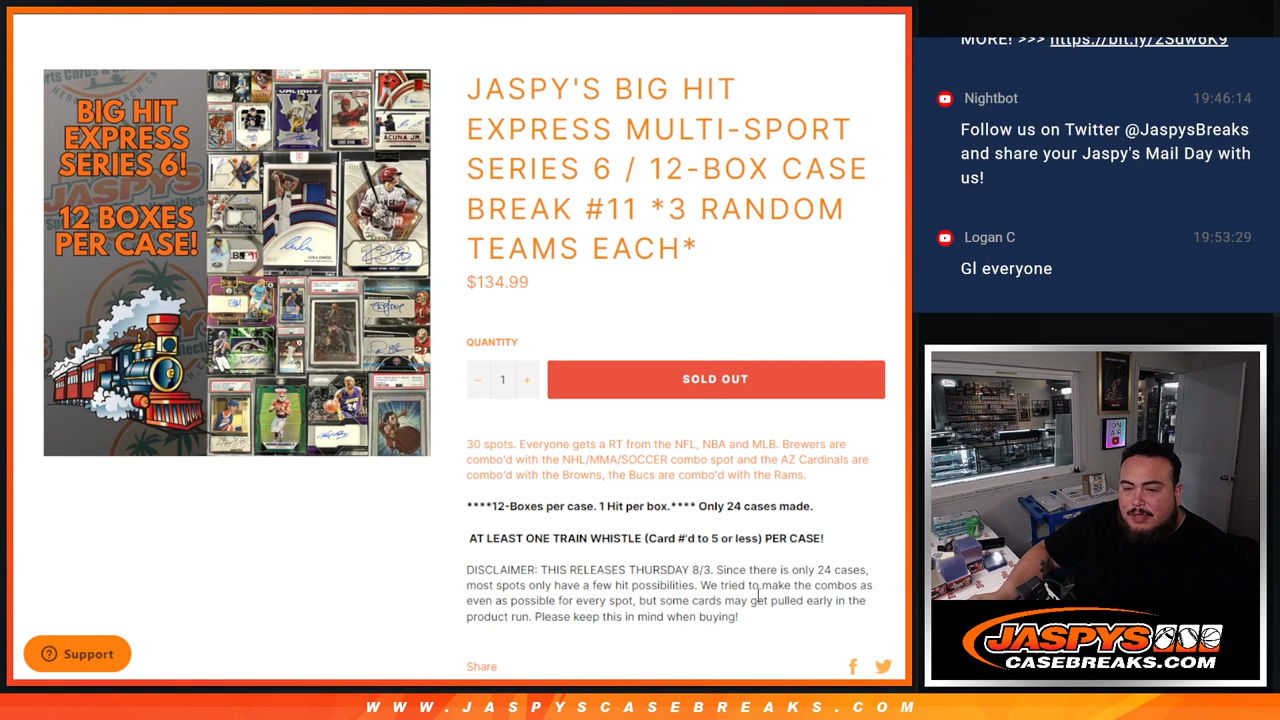 BIG HIT
EXPRESS
SERIES 6!
12 BOXES
PER CASE!
VALIANT
ACUNA JR
JASPY'S BIG HIT
EXPRESS MULTI-SPORT
SERIES 6 / 12-BOX CASE
BREAK #11 *3 RANDOM
TEAMS EACH*
$134.99
QUANTITY
− 1 +
SOLD OUT
30 spots. Everyone gets a RT from the NFL, NBA and MLB. Brewers are
combo'd with the NHL/MMA/SOCCER combo spot and the AZ Cardinals are
combo'd with the Browns, the Bucs are combo'd with the Rams.
****12-Boxes per case. 1 Hit per box.**** Only 24 cases made.
AT LEAST ONE TRAIN WHISTLE (Card #'d to 5 or less) PER CASE!
DISCLAIMER: THIS RELEASES THURSDAY 8/3. Since there is only 24 cases,
most spots only have a few hit possibilities. We tried to make the combos as
even as possible for every spot, but some cards may get pulled early in the
product run. Please keep this in mind when buying!
Support
Share
MORE! >>> https://bit.ly/2Sdw6K9
Nightbot 19:46:14
Follow us on Twitter @JaspysBreaks
and share your Jaspy's Mail Day with
us!
Logan C 19:53:29
Gl everyone
ON
AIR
JASPYS
CASEBREAKS.COM
WWW.JASPYSCASEBREAKS.COM